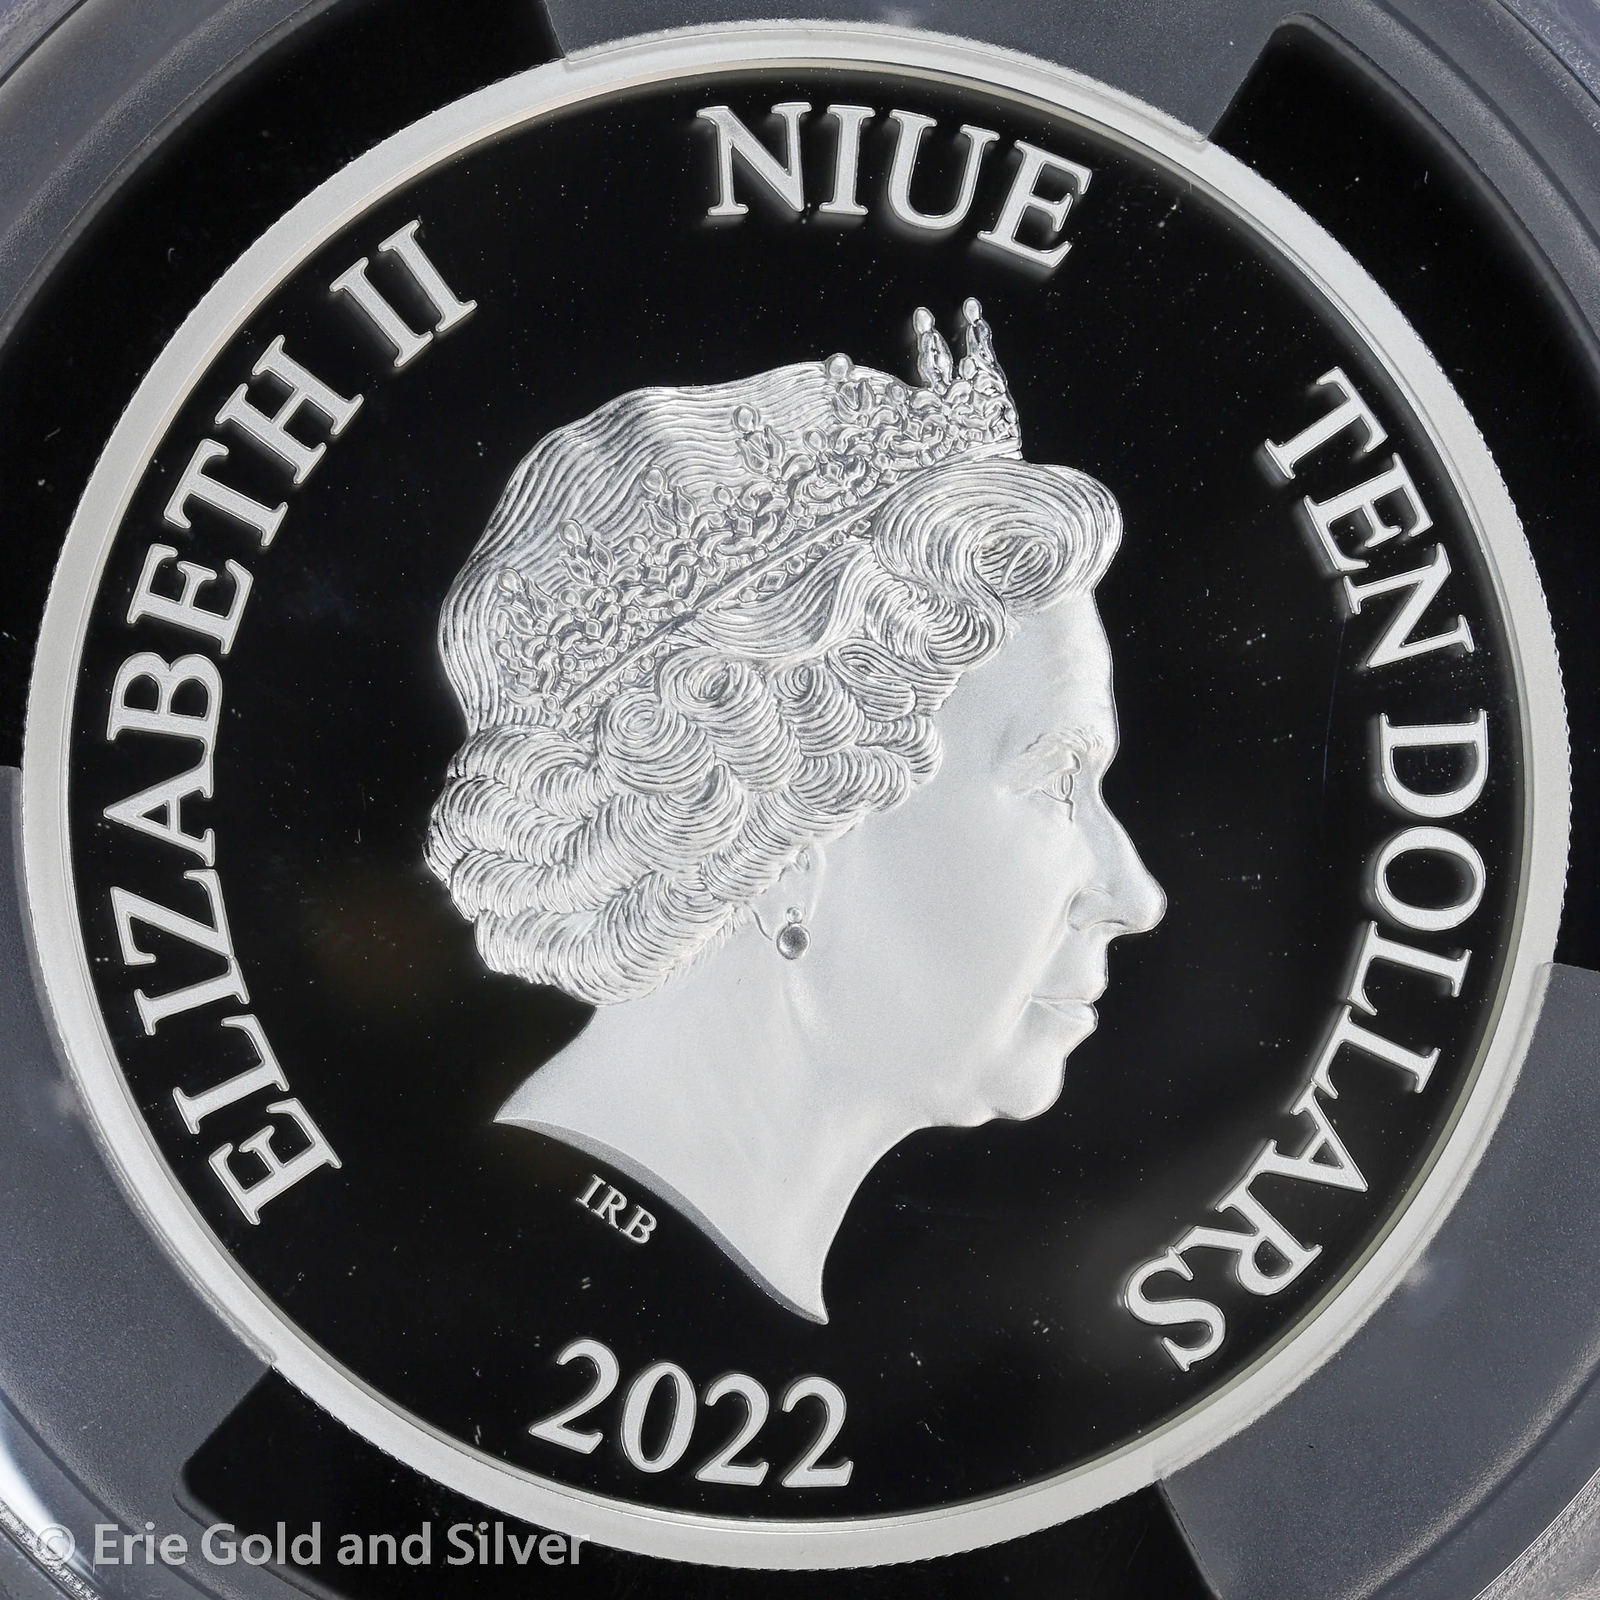 ELIZABETH II
NIUE
TEN DOLLARS
IRB
2022
© Erie Gold and Silver